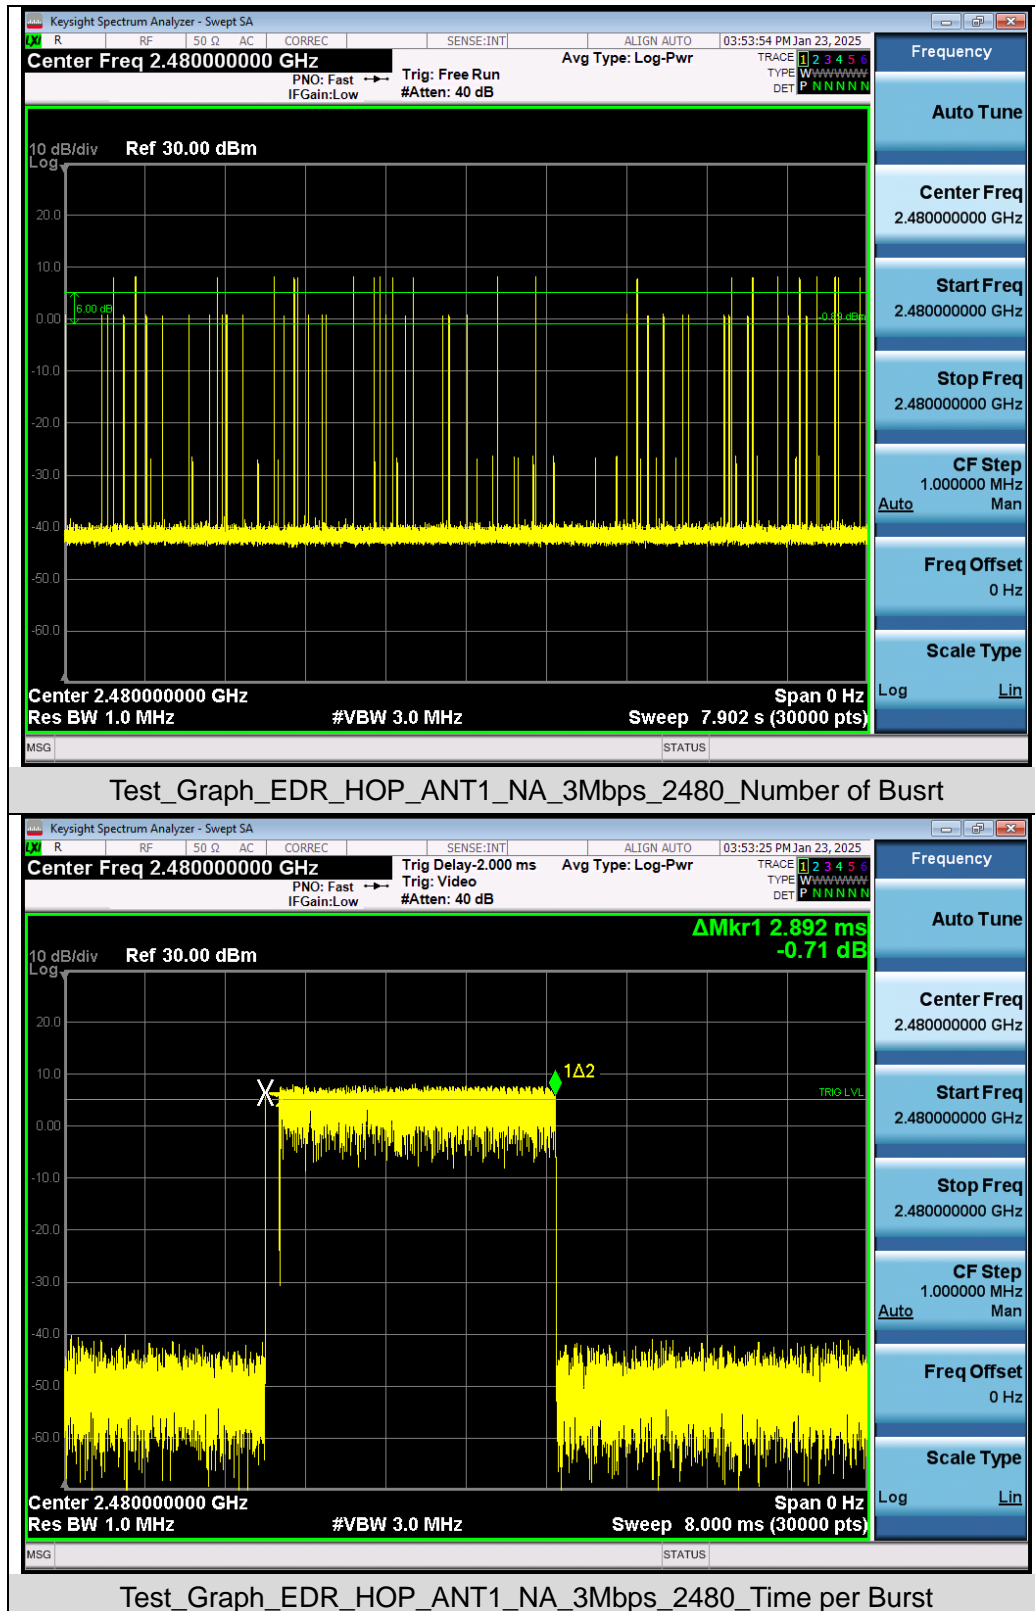 Keysight Spectrum Analyzer - Swept SA
LXI R RF 50 Ω AC CORREC SENSE:INT ALIGN AUTO 03:53:54 PM Jan 23, 2025
Center Freq 2.480000000 GHz Avg Type: Log-Pwr TRACE 1 2 3 4 5 6
PNO: Fast Trig: Free Run TYPE WWWWWW
IFGain:Low #Atten: 40 dB DET P N N N N N
Frequency
Auto Tune
10 dB/div Ref 30.00 dBm
Log
20.0
10.0
6.00 dB
0.00
-0.89 dBm
-10.0
-20.0
-30.0
-40.0
-50.0
-60.0
Center Freq
2.480000000 GHz
Start Freq
2.480000000 GHz
Stop Freq
2.480000000 GHz
CF Step
1.000000 MHz
Auto Man
Freq Offset
0 Hz
Scale Type
Log Lin
Center 2.480000000 GHz Span 0 Hz
Res BW 1.0 MHz #VBW 3.0 MHz Sweep 7.902 s (30000 pts)
MSG STATUS
Test_Graph_EDR_HOP_ANT1_NA_3Mbps_2480_Number of Busrt
Keysight Spectrum Analyzer - Swept SA
LXI R RF 50 Ω AC CORREC SENSE:INT ALIGN AUTO 03:53:25 PM Jan 23, 2025
Center Freq 2.480000000 GHz Trig Delay-2.000 ms Avg Type: Log-Pwr TRACE 1 2 3 4 5 6
PNO: Fast Trig: Video TYPE WWWWWW
IFGain:Low #Atten: 40 dB DET P N N N N N
Frequency
Auto Tune
ΔMkr1 2.892 ms
-0.71 dB
10 dB/div Ref 30.00 dBm
Log
20.0
10.0
1Δ2
TRIG LVL
0.00
-10.0
-20.0
-30.0
-40.0
-50.0
-60.0
Center Freq
2.480000000 GHz
Start Freq
2.480000000 GHz
Stop Freq
2.480000000 GHz
CF Step
1.000000 MHz
Auto Man
Freq Offset
0 Hz
Scale Type
Log Lin
Center 2.480000000 GHz Span 0 Hz
Res BW 1.0 MHz #VBW 3.0 MHz Sweep 8.000 ms (30000 pts)
MSG STATUS
Test_Graph_EDR_HOP_ANT1_NA_3Mbps_2480_Time per Burst